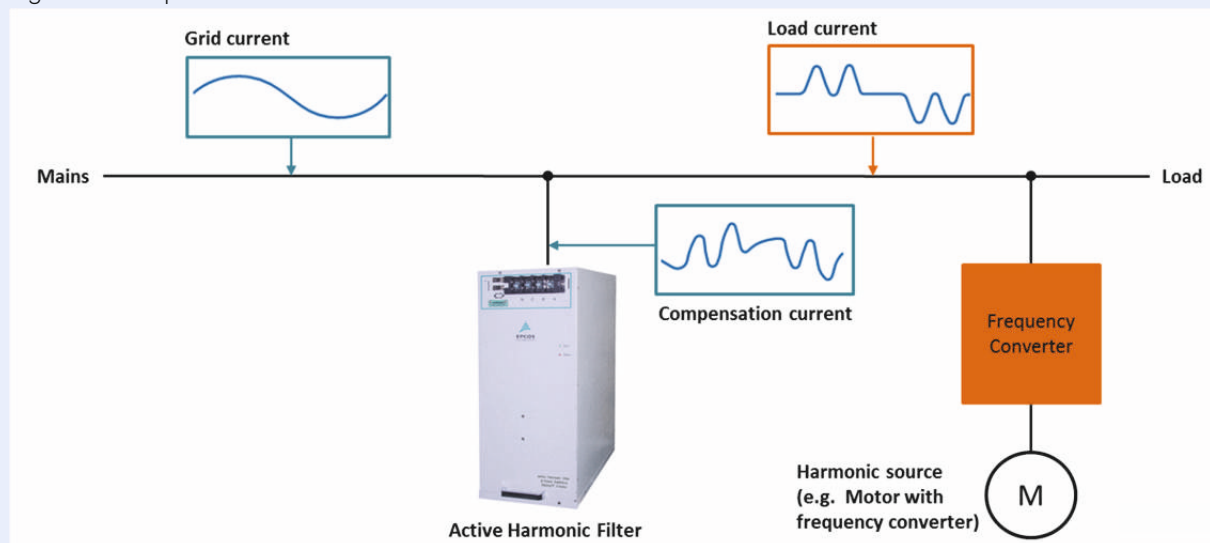 Grid current
Load current
Mains
Load
Compensation current
EPCOS
Frequency
Converter
Harmonic source
(e.g. Motor with
frequency converter)
M
Active Harmonic Filter